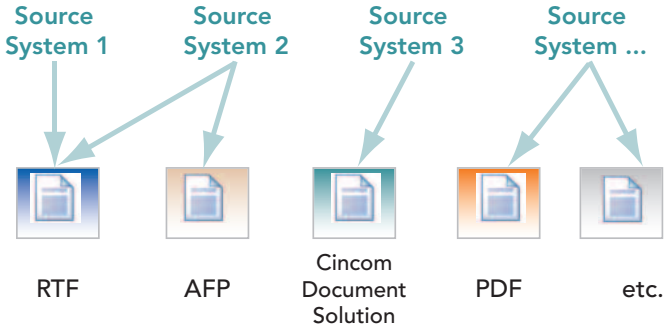 Source
System 1
Source
System 2
Source
System 3
Source
System ...
RTF
AFP
Cincom
Document
Solution
PDF
etc.